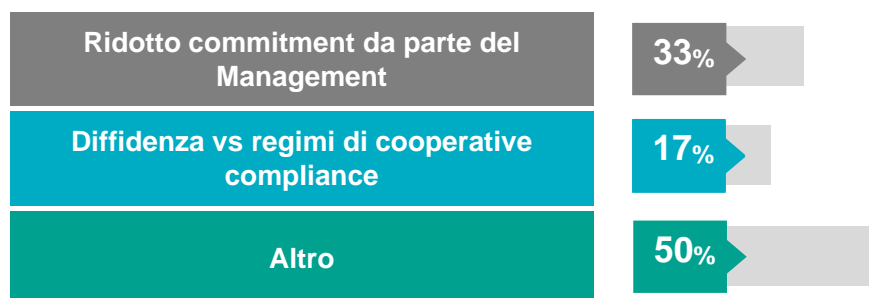 Ridotto commitment da parte del
Management
33%
Diffidenza vs regimi di cooperative
compliance
17%
Altro
50%